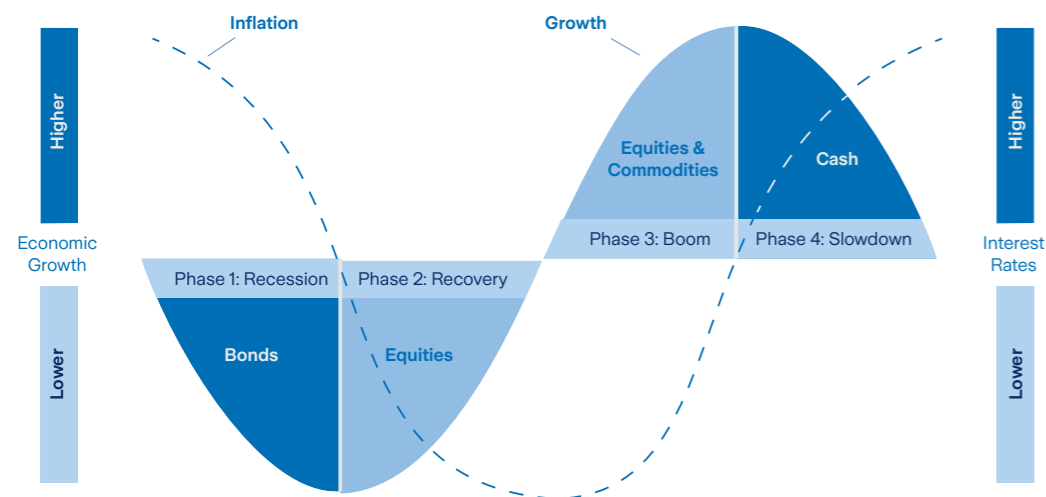 Inflation
Growth
Higher
Higher
Equities &
Commodities
Cash
Phase 3: Boom
Phase 4: Slowdown
Economic
Growth
Interest
Rates
Phase 1: Recession
Phase 2: Recovery
Bonds
Equities
Lower
Lower